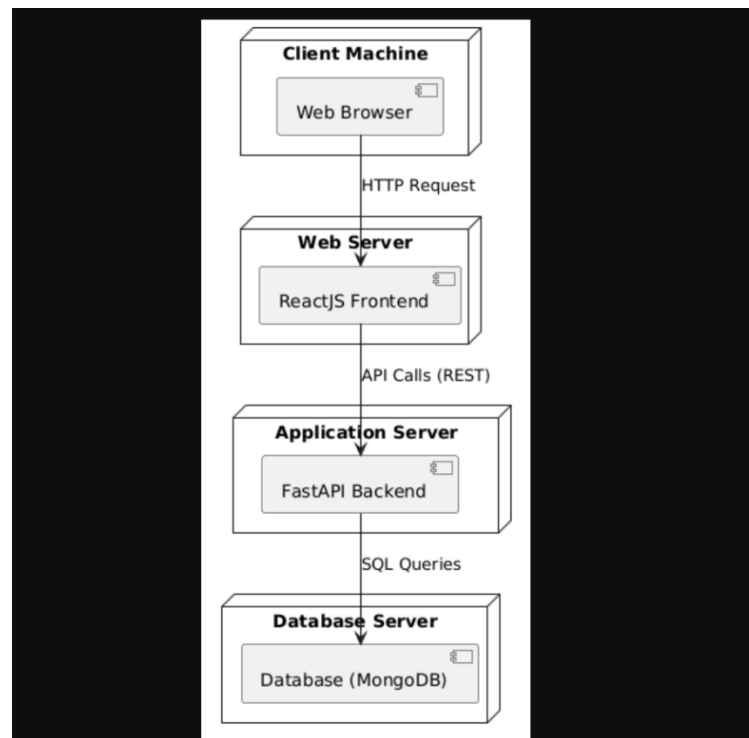 Client Machine
Web Browser
HTTP Request
Web Server
ReactJS Frontend
API Calls (REST)
Application Server
FastAPI Backend
SQL Queries
Database Server
Database (MongoDB)